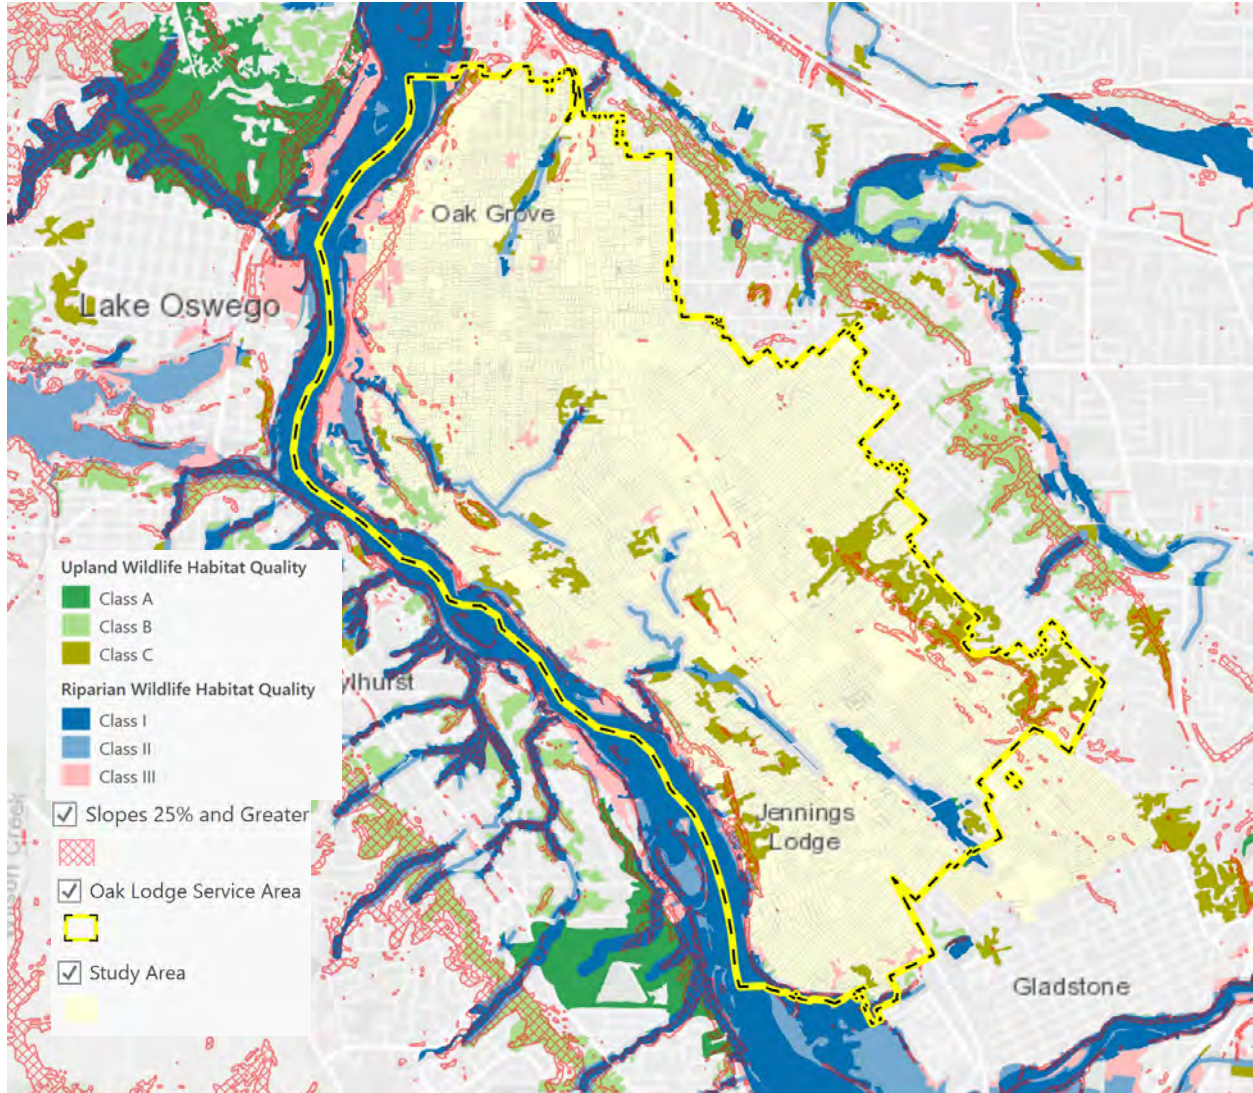 Oak Grove
Lake Oswego
Upland Wildlife Habitat Quality
Class A
Class B
Class C
Riparian Wildlife Habitat Quality
Class I
Class II
Class III
Slopes 25% and Greater
Oak Lodge Service Area
Study Area
ylhurst
Jennings
Lodge
Gladstone